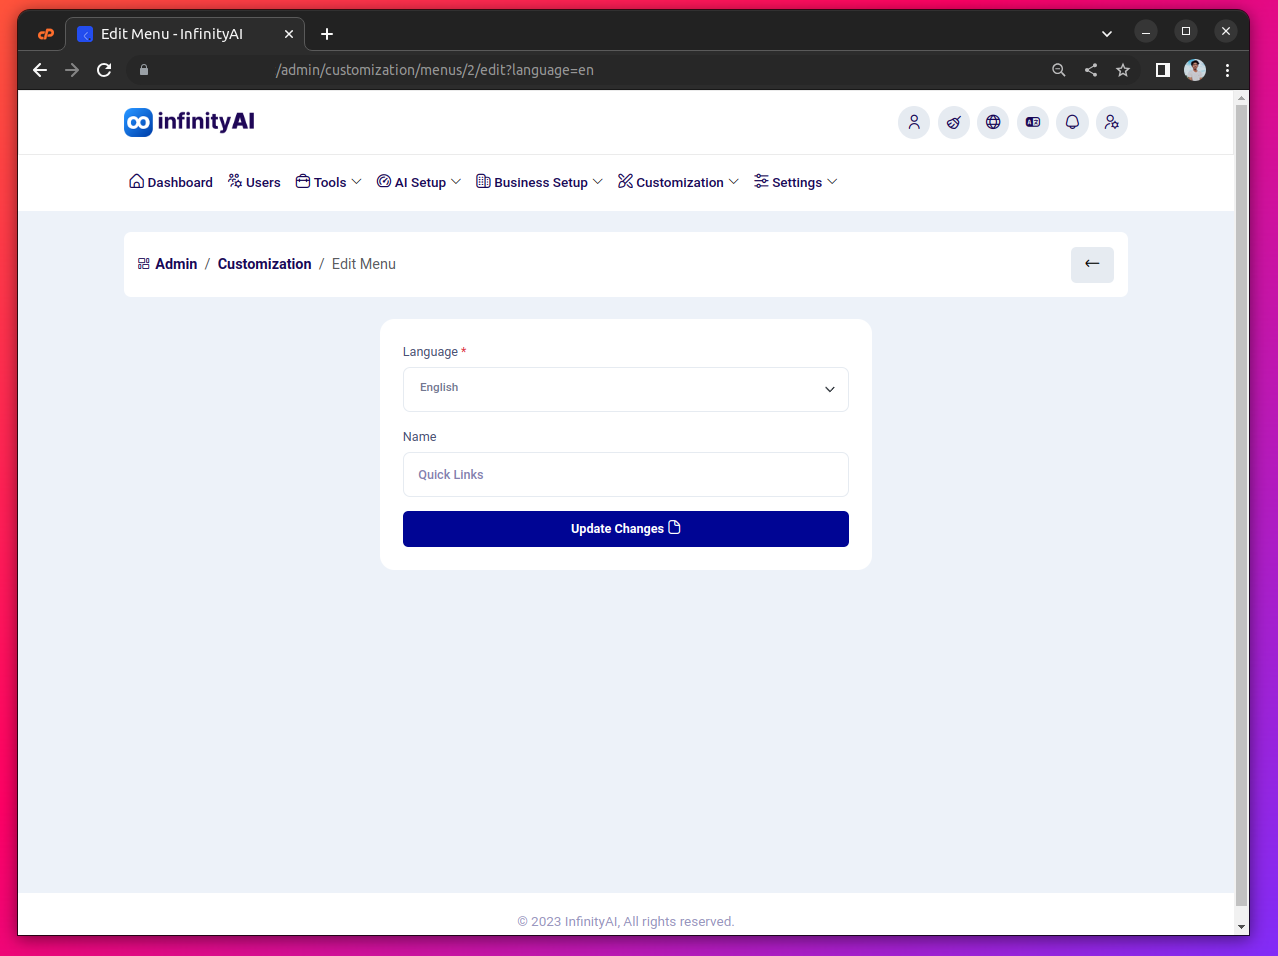 Edit Menu - InfinityAI
/admin/customization/menus/2/edit?language=en
infinityAI
Dashboard Users Tools AI Setup Business Setup Customization Settings
Admin / Customization / Edit Menu
Language *
English
Name
Quick Links
Update Changes
© 2023 InfinityAI, All rights reserved.